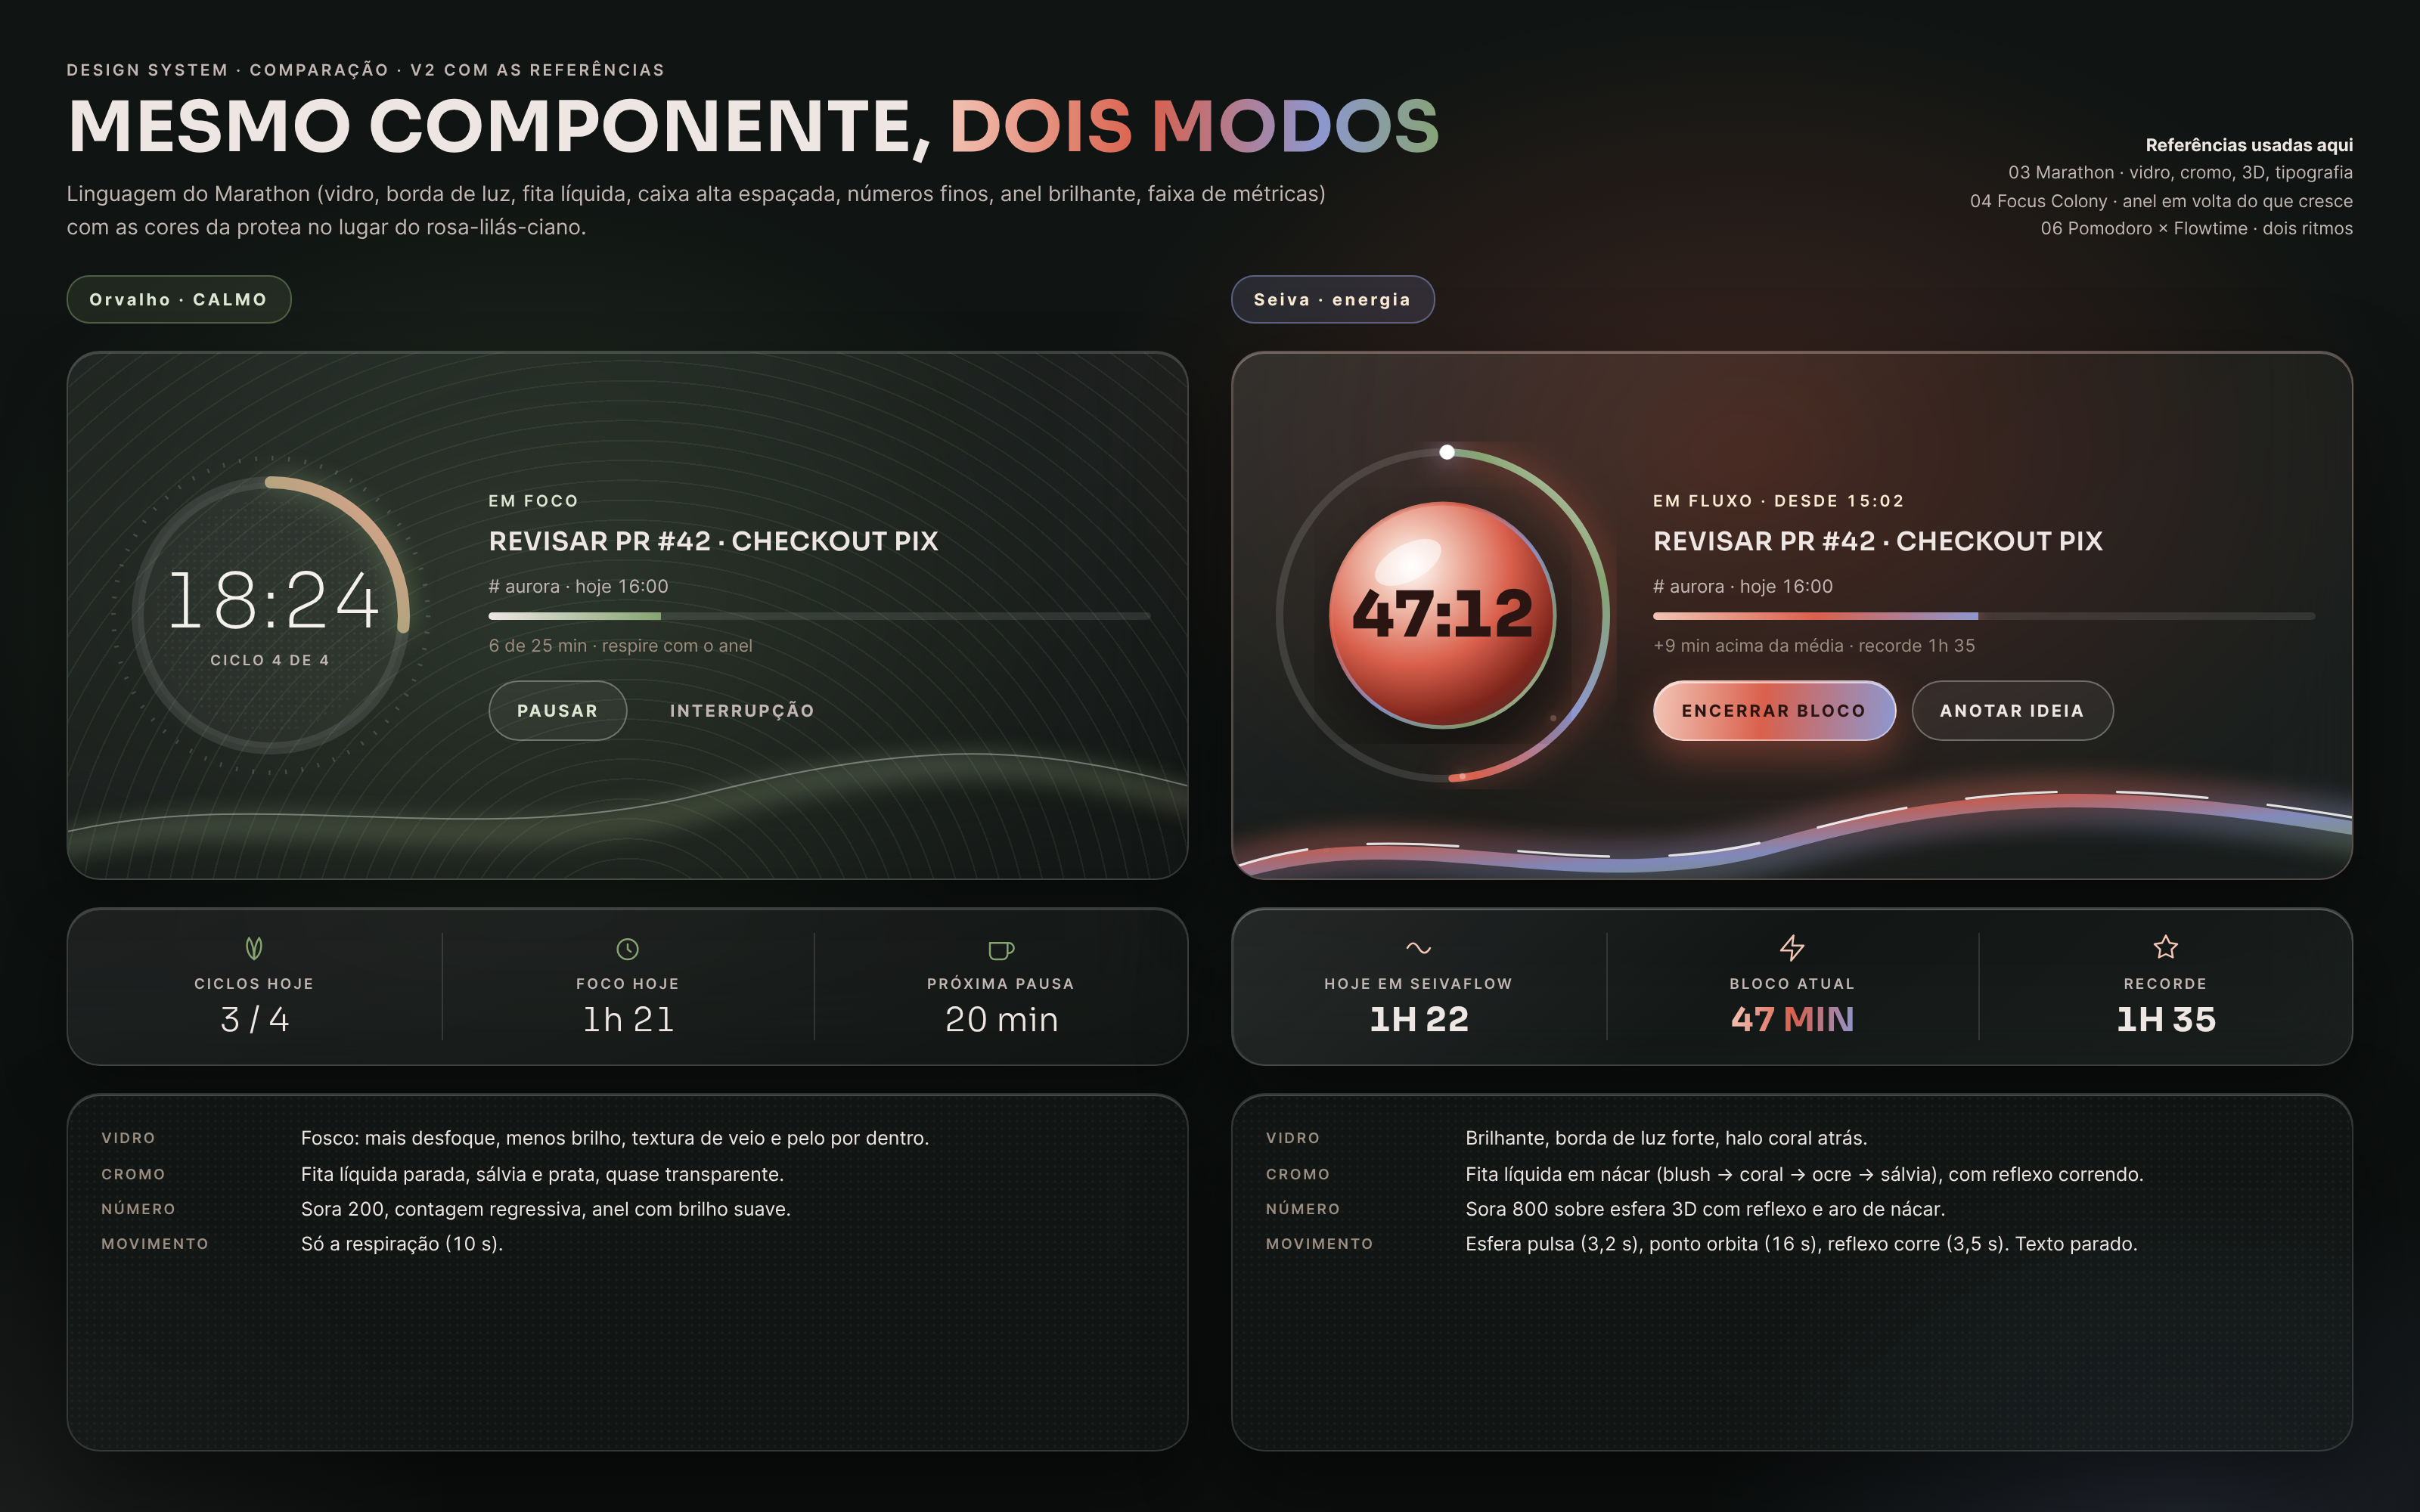 DESIGN SYSTEM · COMPARAÇÃO · V2 COM AS REFERÊNCIAS
MESMO COMPONENTE, DOIS MODOS
Linguagem do Marathon (vidro, borda de luz, fita líquida, caixa alta espaçada, números finos, anel brilhante, faixa de métricas)
com as cores da protea no lugar do rosa-lilás-ciano.
Referências usadas aqui
03 Marathon · vidro, cromo, 3D, tipografia
04 Focus Colony · anel em volta do que cresce
06 Pomodoro × Flowtime · dois ritmos
Orvalho · CALMO
18:24
CICLO 4 DE 4
EM FOCO
REVISAR PR #42 · CHECKOUT PIX
# aurora · hoje 16:00
6 de 25 min · respire com o anel
PAUSAR
INTERRUPÇÃO
CICLOS HOJE
3 / 4
FOCO HOJE
1h 21
PRÓXIMA PAUSA
20 min
VIDRO Fosco: mais desfoque, menos brilho, textura de veio e pelo por dentro.
CROMO Fita líquida parada, sálvia e prata, quase transparente.
NÚMERO Sora 200, contagem regressiva, anel com brilho suave.
MOVIMENTO Só a respiração (10 s).
Seiva · energia
47:12
EM FLUXO · DESDE 15:02
REVISAR PR #42 · CHECKOUT PIX
# aurora · hoje 16:00
+9 min acima da média · recorde 1h 35
ENCERRAR BLOCO
ANOTAR IDEIA
HOJE EM SEIVAFLOW
1H 22
BLOCO ATUAL
47 MIN
RECORDE
1H 35
VIDRO Brilhante, borda de luz forte, halo coral atrás.
CROMO Fita líquida em nácar (blush → coral → ocre → sálvia), com reflexo correndo.
NÚMERO Sora 800 sobre esfera 3D com reflexo e aro de nácar.
MOVIMENTO Esfera pulsa (3,2 s), ponto orbita (16 s), reflexo corre (3,5 s). Texto parado.